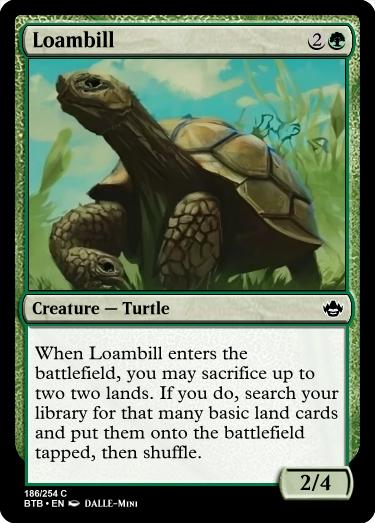 Loambill 2
Creature — Turtle
When Loambill enters the
battlefield, you may sacrifice up to
two two lands. If you do, search your
library for that many basic land cards
and put them onto the battlefield
tapped, then shuffle.
2/4
186/254 C
BTB • EN DALLE-Mini